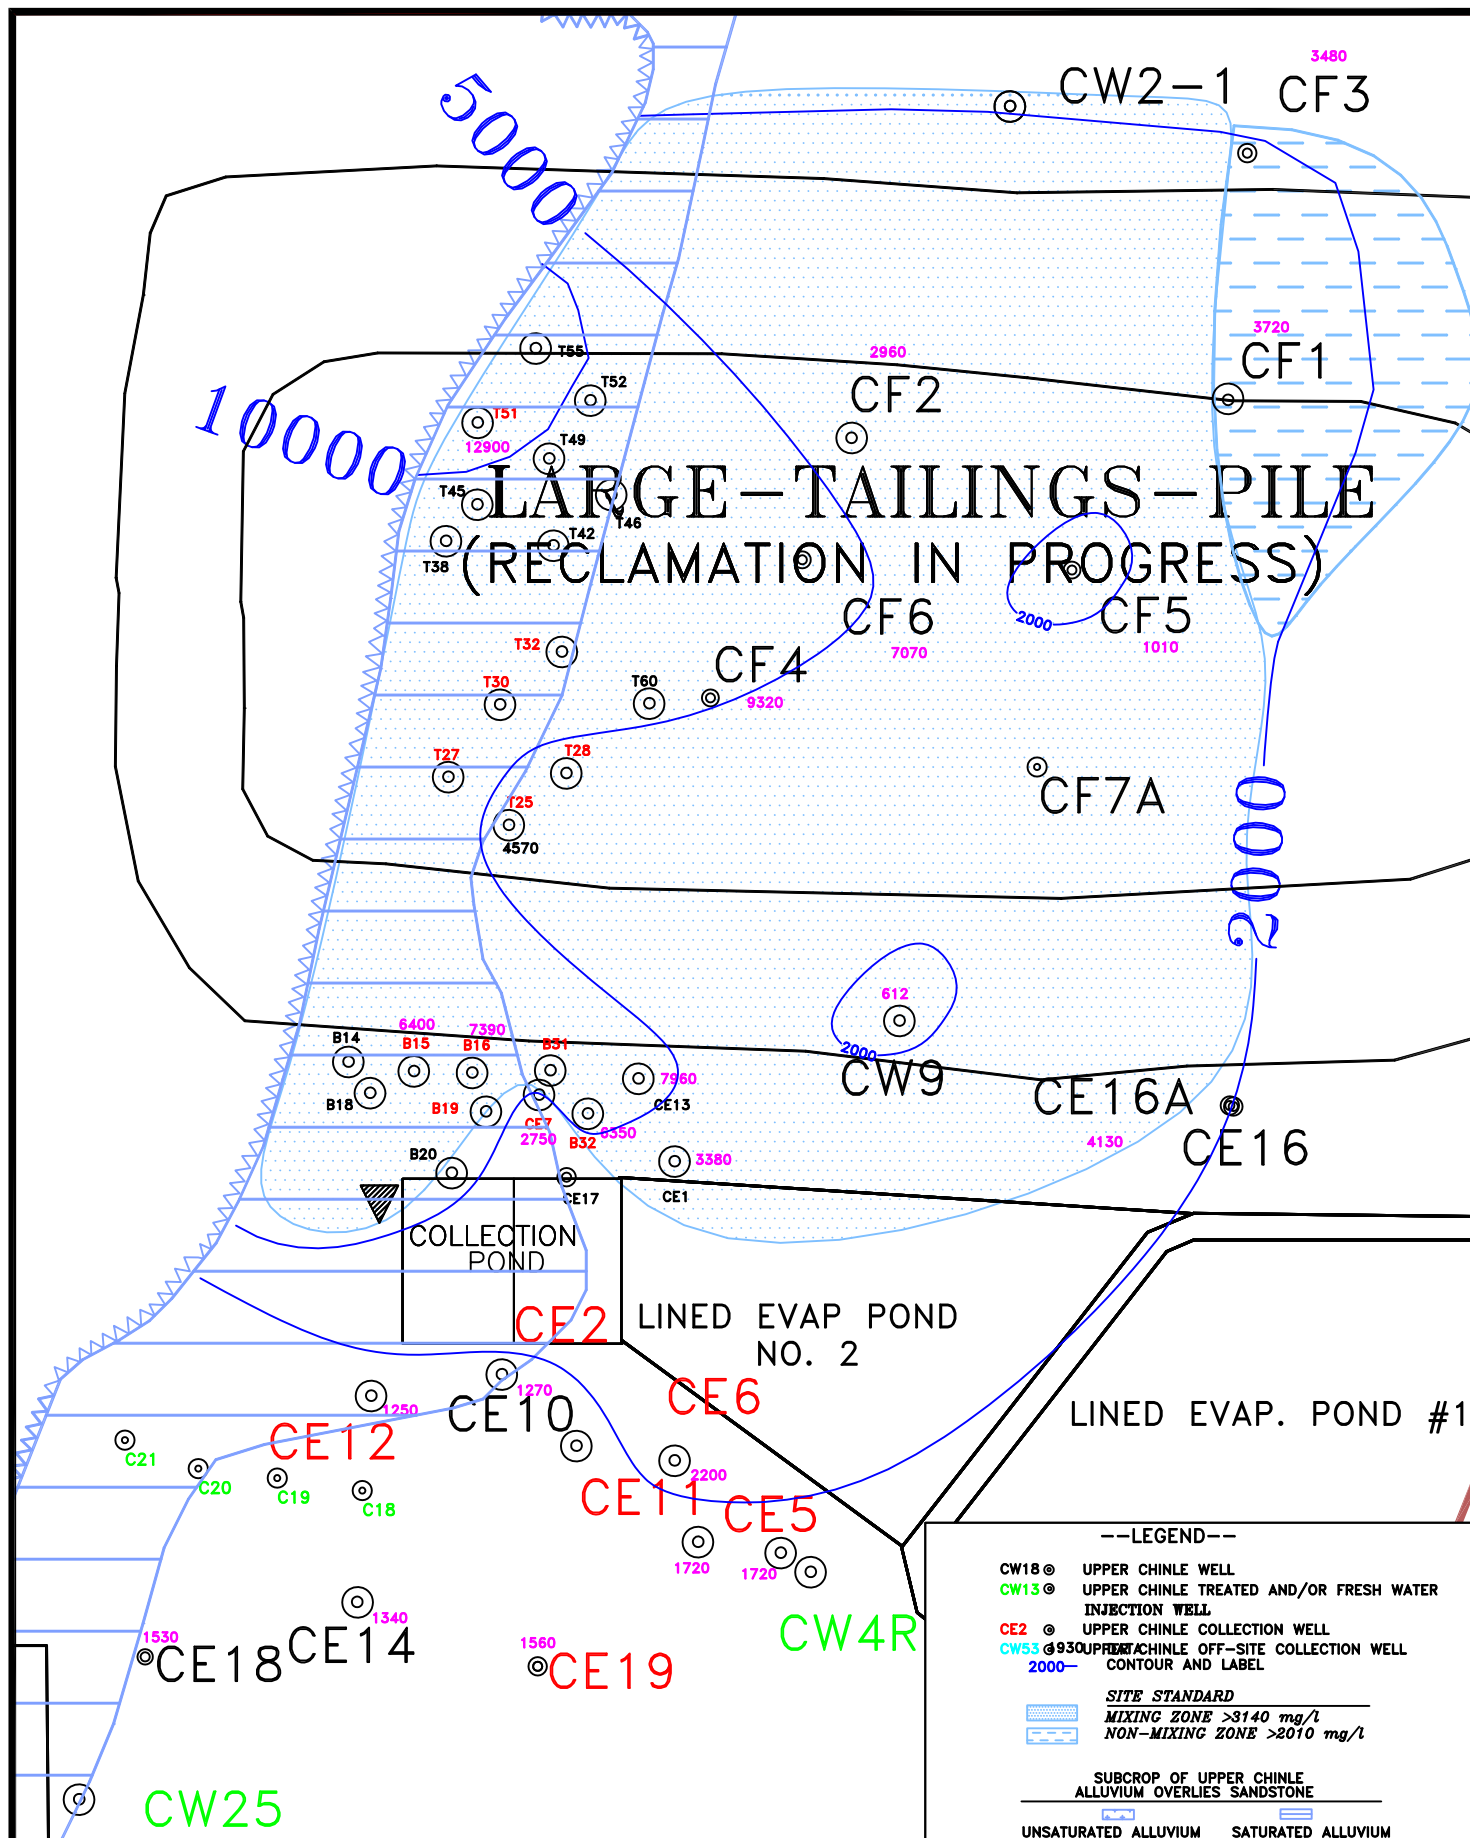 3480
CW2-1
CF3
5000
3720
2960
CF1
T55
T52
CF2
T51
10000
12900
T49
LARGE-TAILINGS-PILE
T45
T46
T42
(RECLAMATION IN PROGRESS)
T38
CF6
2000
CF5
T32
7070
1010
CF4
T30
T60
9320
T27
T28
CF7A
T25
4570
2000
612
6400
7390
B14
B15
B16
B31
2000
CW9
7960
B18
B19
CE13
CE16A
CE7
2750
B32
6350
4130
CE16
B20
3380
CE17
CE1
COLLECTION
POND
CE2
LINED EVAP POND
NO. 2
1270
CE6
1250
CE10
LINED EVAP. POND #1
CE12
C21
C20
C19
C18
2200
CE11
CE5
1720
1720
1340
CW4R
1530
CE18
CE14
1560
CE19
CW25
--LEGEND--
CW18 UPPER CHINLE WELL
CW13 UPPER CHINLE TREATED AND/OR FRESH WATER
INJECTION WELL
CE2 UPPER CHINLE COLLECTION WELL
CW53 UPPER CHINLE OFF-SITE COLLECTION WELL
4930 DATA
2000 CONTOUR AND LABEL
SITE STANDARD
MIXING ZONE >3140 mg/l
NON-MIXING ZONE >2010 mg/l
SUBCROP OF UPPER CHINLE
ALLUVIUM OVERLIES SANDSTONE
UNSATURATED ALLUVIUM SATURATED ALLUVIUM